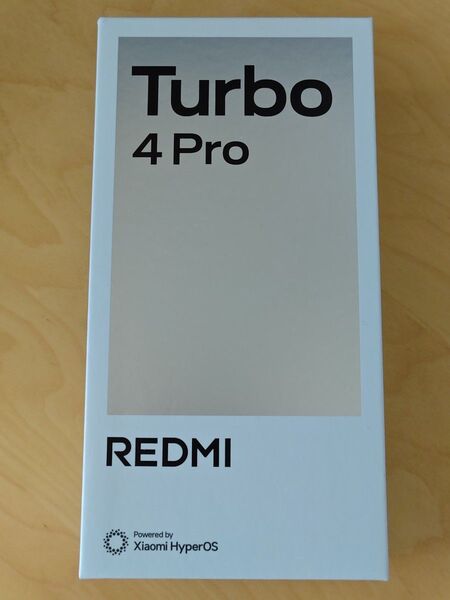 Turbo
4 Pro
REDMI
Powered by
Xiaomi HyperOS